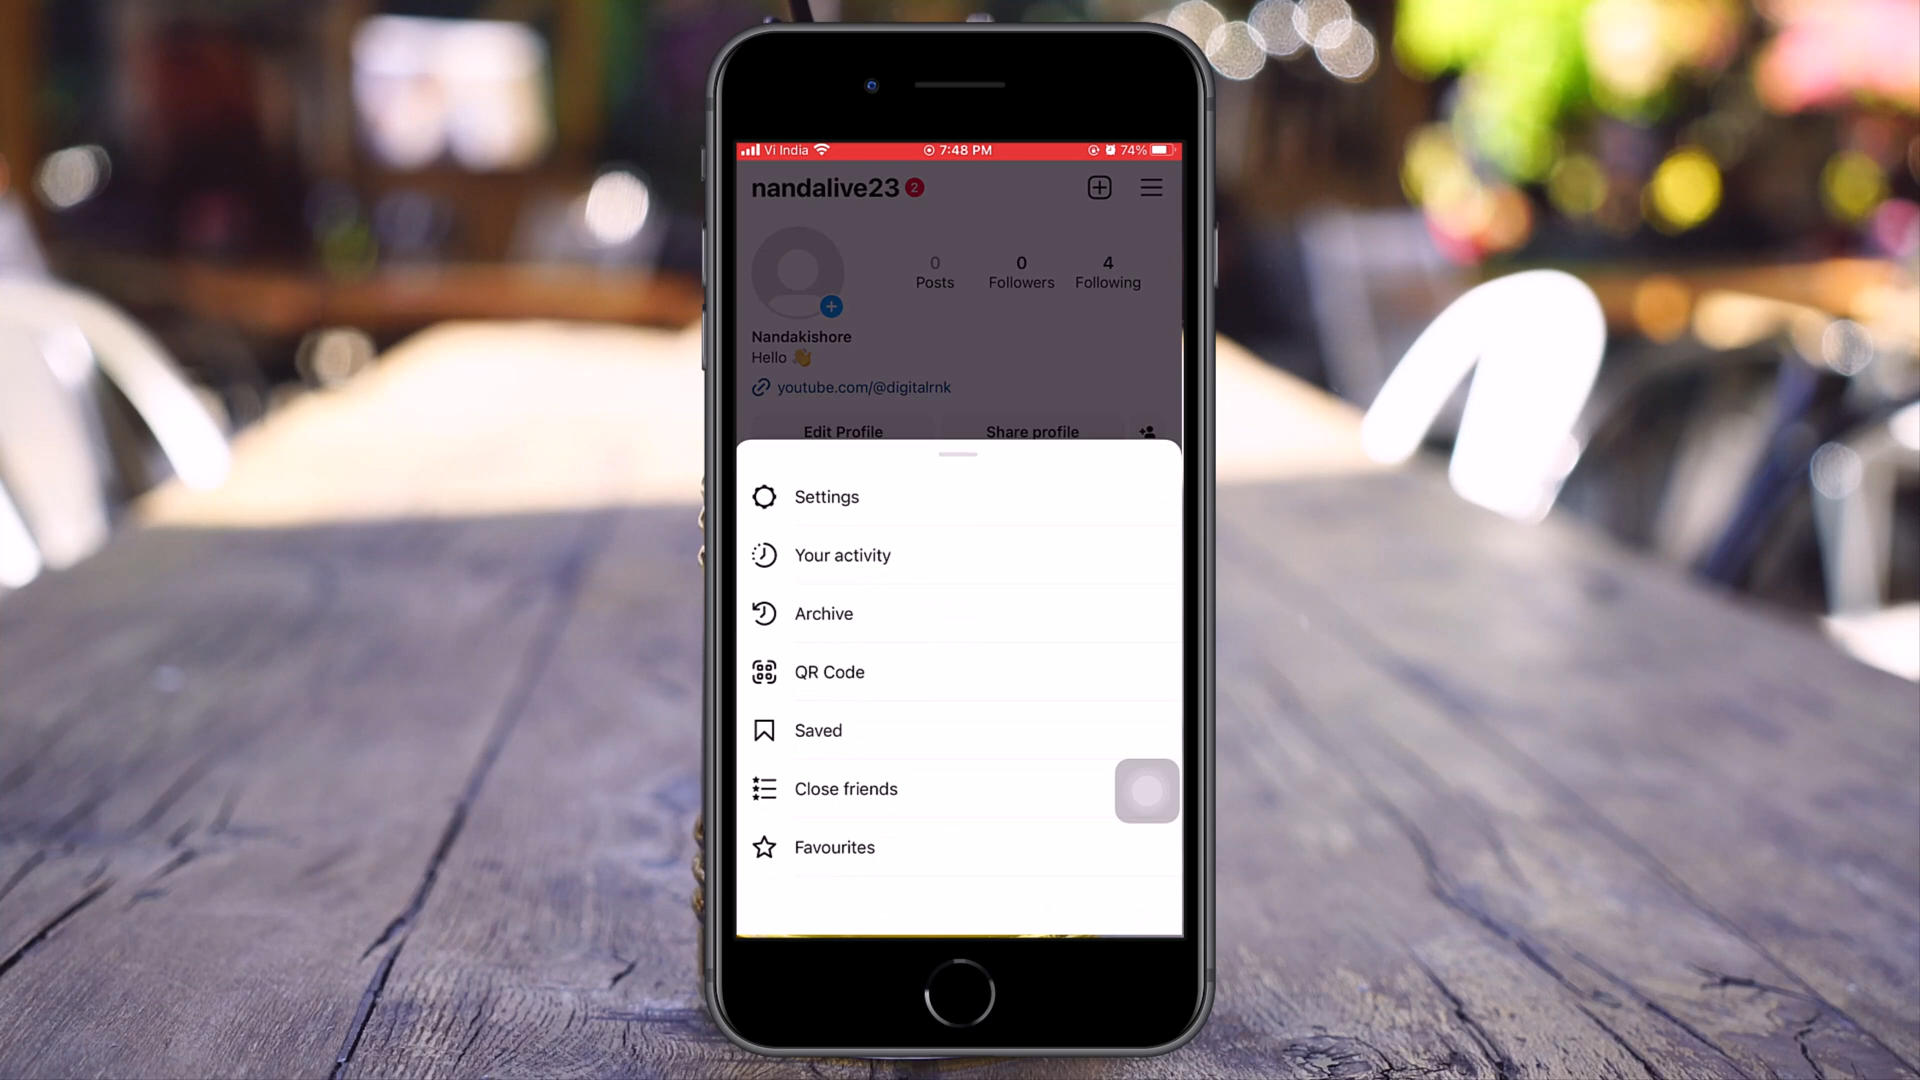 Vi India 7:48 PM 74%
nandalive23 2
0 0 4
Posts Followers Following
Nandakishore
Hello 👋
youtube.com/@digitalrnk
Edit Profile Share profile
Settings
Your activity
Archive
QR Code
Saved
Close friends
Favourites